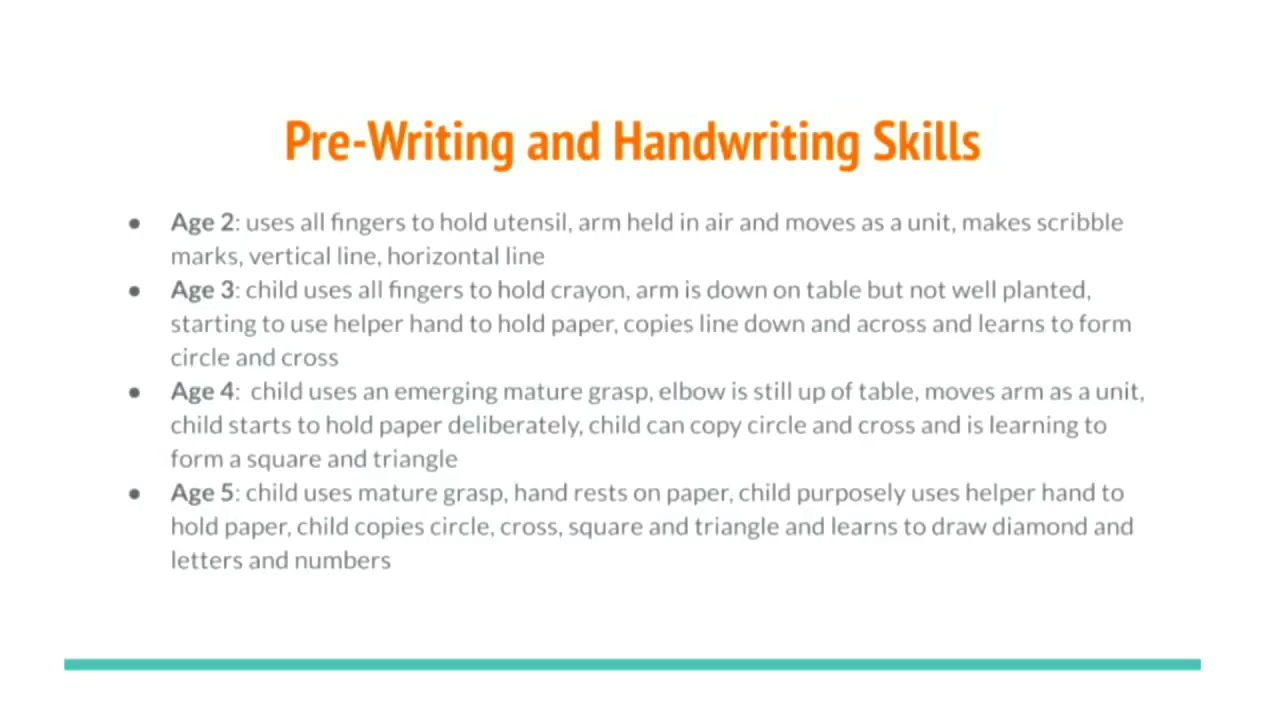 Pre-Writing and Handwriting Skills
● Age 2: uses all fingers to hold utensil, arm held in air and moves as a unit, makes scribble
marks, vertical line, horizontal line
● Age 3: child uses all fingers to hold crayon, arm is down on table but not well planted,
starting to use helper hand to hold paper, copies line down and across and learns to form
circle and cross
● Age 4:  child uses an emerging mature grasp, elbow is still up of table, moves arm as a unit,
child starts to hold paper deliberately, child can copy circle and cross and is learning to
form a square and triangle
● Age 5: child uses mature grasp, hand rests on paper, child purposely uses helper hand to
hold paper, child copies circle, cross, square and triangle and learns to draw diamond and
letters and numbers